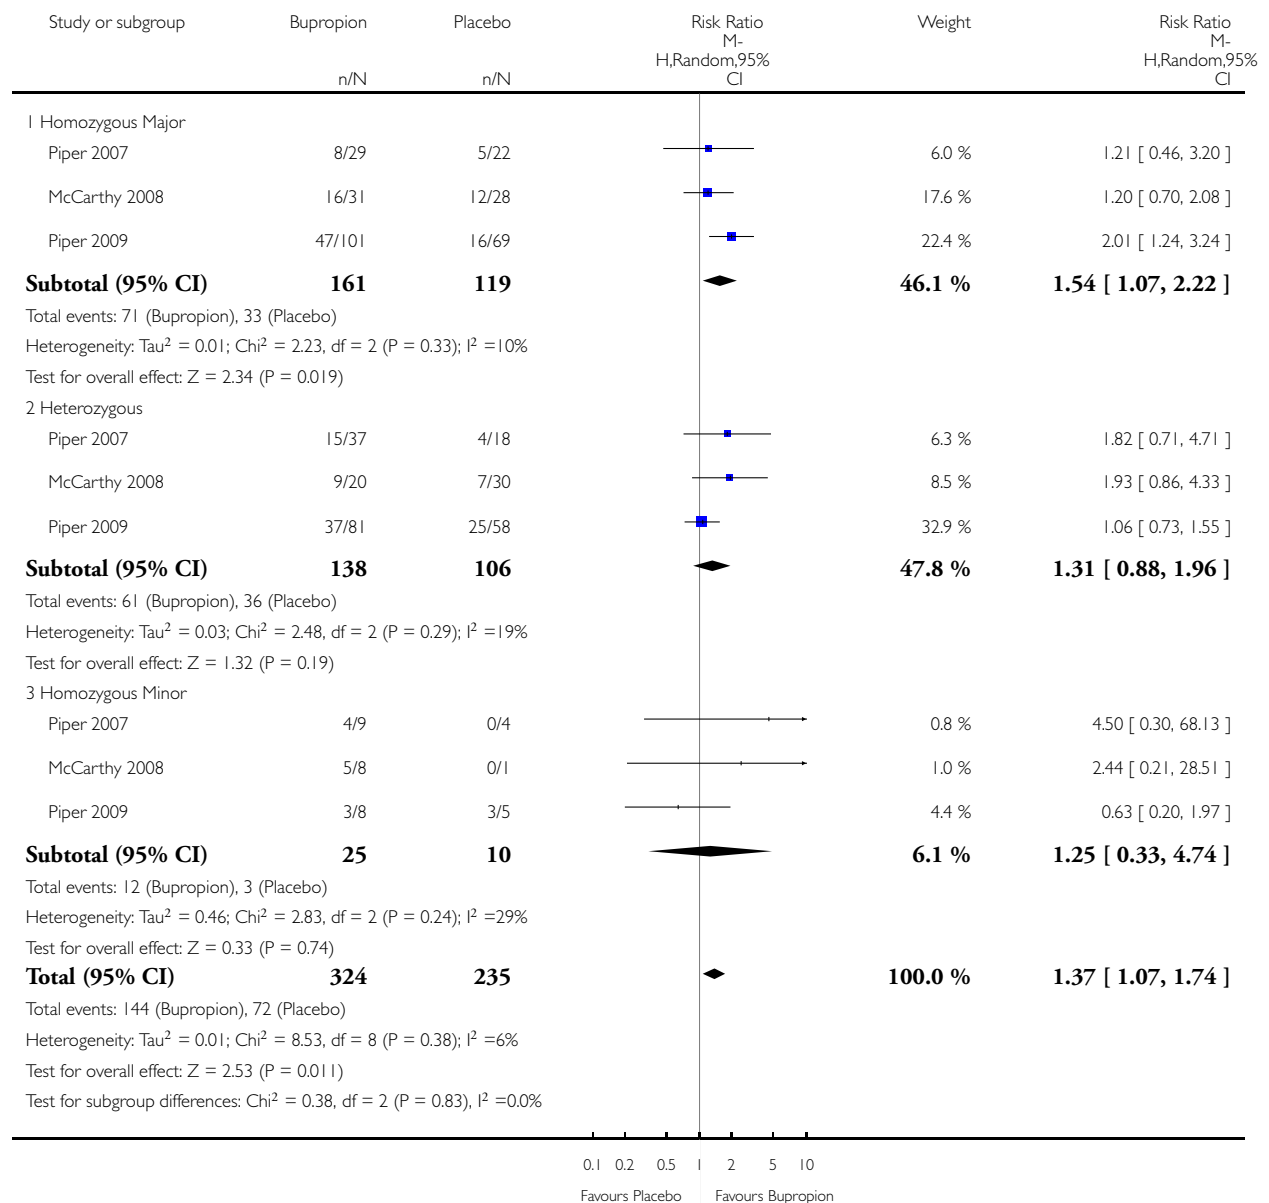 Study or subgroup Bupropion Placebo Risk Ratio Weight Risk Ratio
M- M-
H,Random,95% H,Random,95%
n/N n/N CI CI
1 Homozygous Major
Piper 2007 8/29 5/22 6.0 % 1.21 [ 0.46, 3.20 ]
McCarthy 2008 16/31 12/28 17.6 % 1.20 [ 0.70, 2.08 ]
Piper 2009 47/101 16/69 22.4 % 2.01 [ 1.24, 3.24 ]
Subtotal (95% CI) 161 119 46.1 % 1.54 [ 1.07, 2.22 ]
Total events: 71 (Bupropion), 33 (Placebo)
Heterogeneity: Tau² = 0.01; Chi² = 2.23, df = 2 (P = 0.33); I² =10%
Test for overall effect: Z = 2.34 (P = 0.019)
2 Heterozygous
Piper 2007 15/37 4/18 6.3 % 1.82 [ 0.71, 4.71 ]
McCarthy 2008 9/20 7/30 8.5 % 1.93 [ 0.86, 4.33 ]
Piper 2009 37/81 25/58 32.9 % 1.06 [ 0.73, 1.55 ]
Subtotal (95% CI) 138 106 47.8 % 1.31 [ 0.88, 1.96 ]
Total events: 61 (Bupropion), 36 (Placebo)
Heterogeneity: Tau² = 0.03; Chi² = 2.48, df = 2 (P = 0.29); I² =19%
Test for overall effect: Z = 1.32 (P = 0.19)
3 Homozygous Minor
Piper 2007 4/9 0/4 0.8 % 4.50 [ 0.30, 68.13 ]
McCarthy 2008 5/8 0/1 1.0 % 2.44 [ 0.21, 28.51 ]
Piper 2009 3/8 3/5 4.4 % 0.63 [ 0.20, 1.97 ]
Subtotal (95% CI) 25 10 6.1 % 1.25 [ 0.33, 4.74 ]
Total events: 12 (Bupropion), 3 (Placebo)
Heterogeneity: Tau² = 0.46; Chi² = 2.83, df = 2 (P = 0.24); I² =29%
Test for overall effect: Z = 0.33 (P = 0.74)
Total (95% CI) 324 235 100.0 % 1.37 [ 1.07, 1.74 ]
Total events: 144 (Bupropion), 72 (Placebo)
Heterogeneity: Tau² = 0.01; Chi² = 8.53, df = 8 (P = 0.38); I² =6%
Test for overall effect: Z = 2.53 (P = 0.011)
Test for subgroup differences: Chi² = 0.38, df = 2 (P = 0.83), I² =0.0%
0.1 0.2 0.5 1 2 5 10
Favours Placebo Favours Bupropion